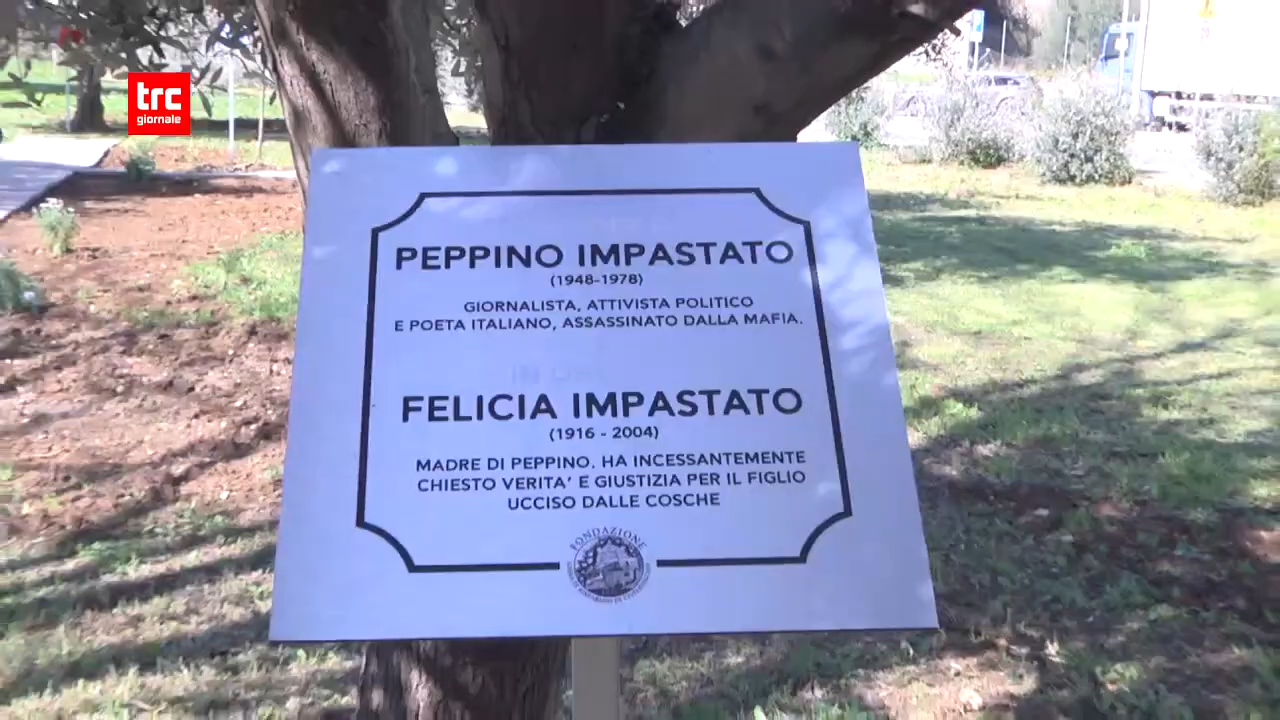 trc
giornale
PEPPINO IMPASTATO
(1948-1978)
GIORNALISTA, ATTIVISTA POLITICO
E POETA ITALIANO, ASSASSINATO DALLA MAFIA.
FELICIA IMPASTATO
(1916 - 2004)
MADRE DI PEPPINO, HA INCESSANTEMENTE
CHIESTO VERITA' E GIUSTIZIA PER IL FIGLIO
UCCISO DALLE COSCHE
FONDAZIONE